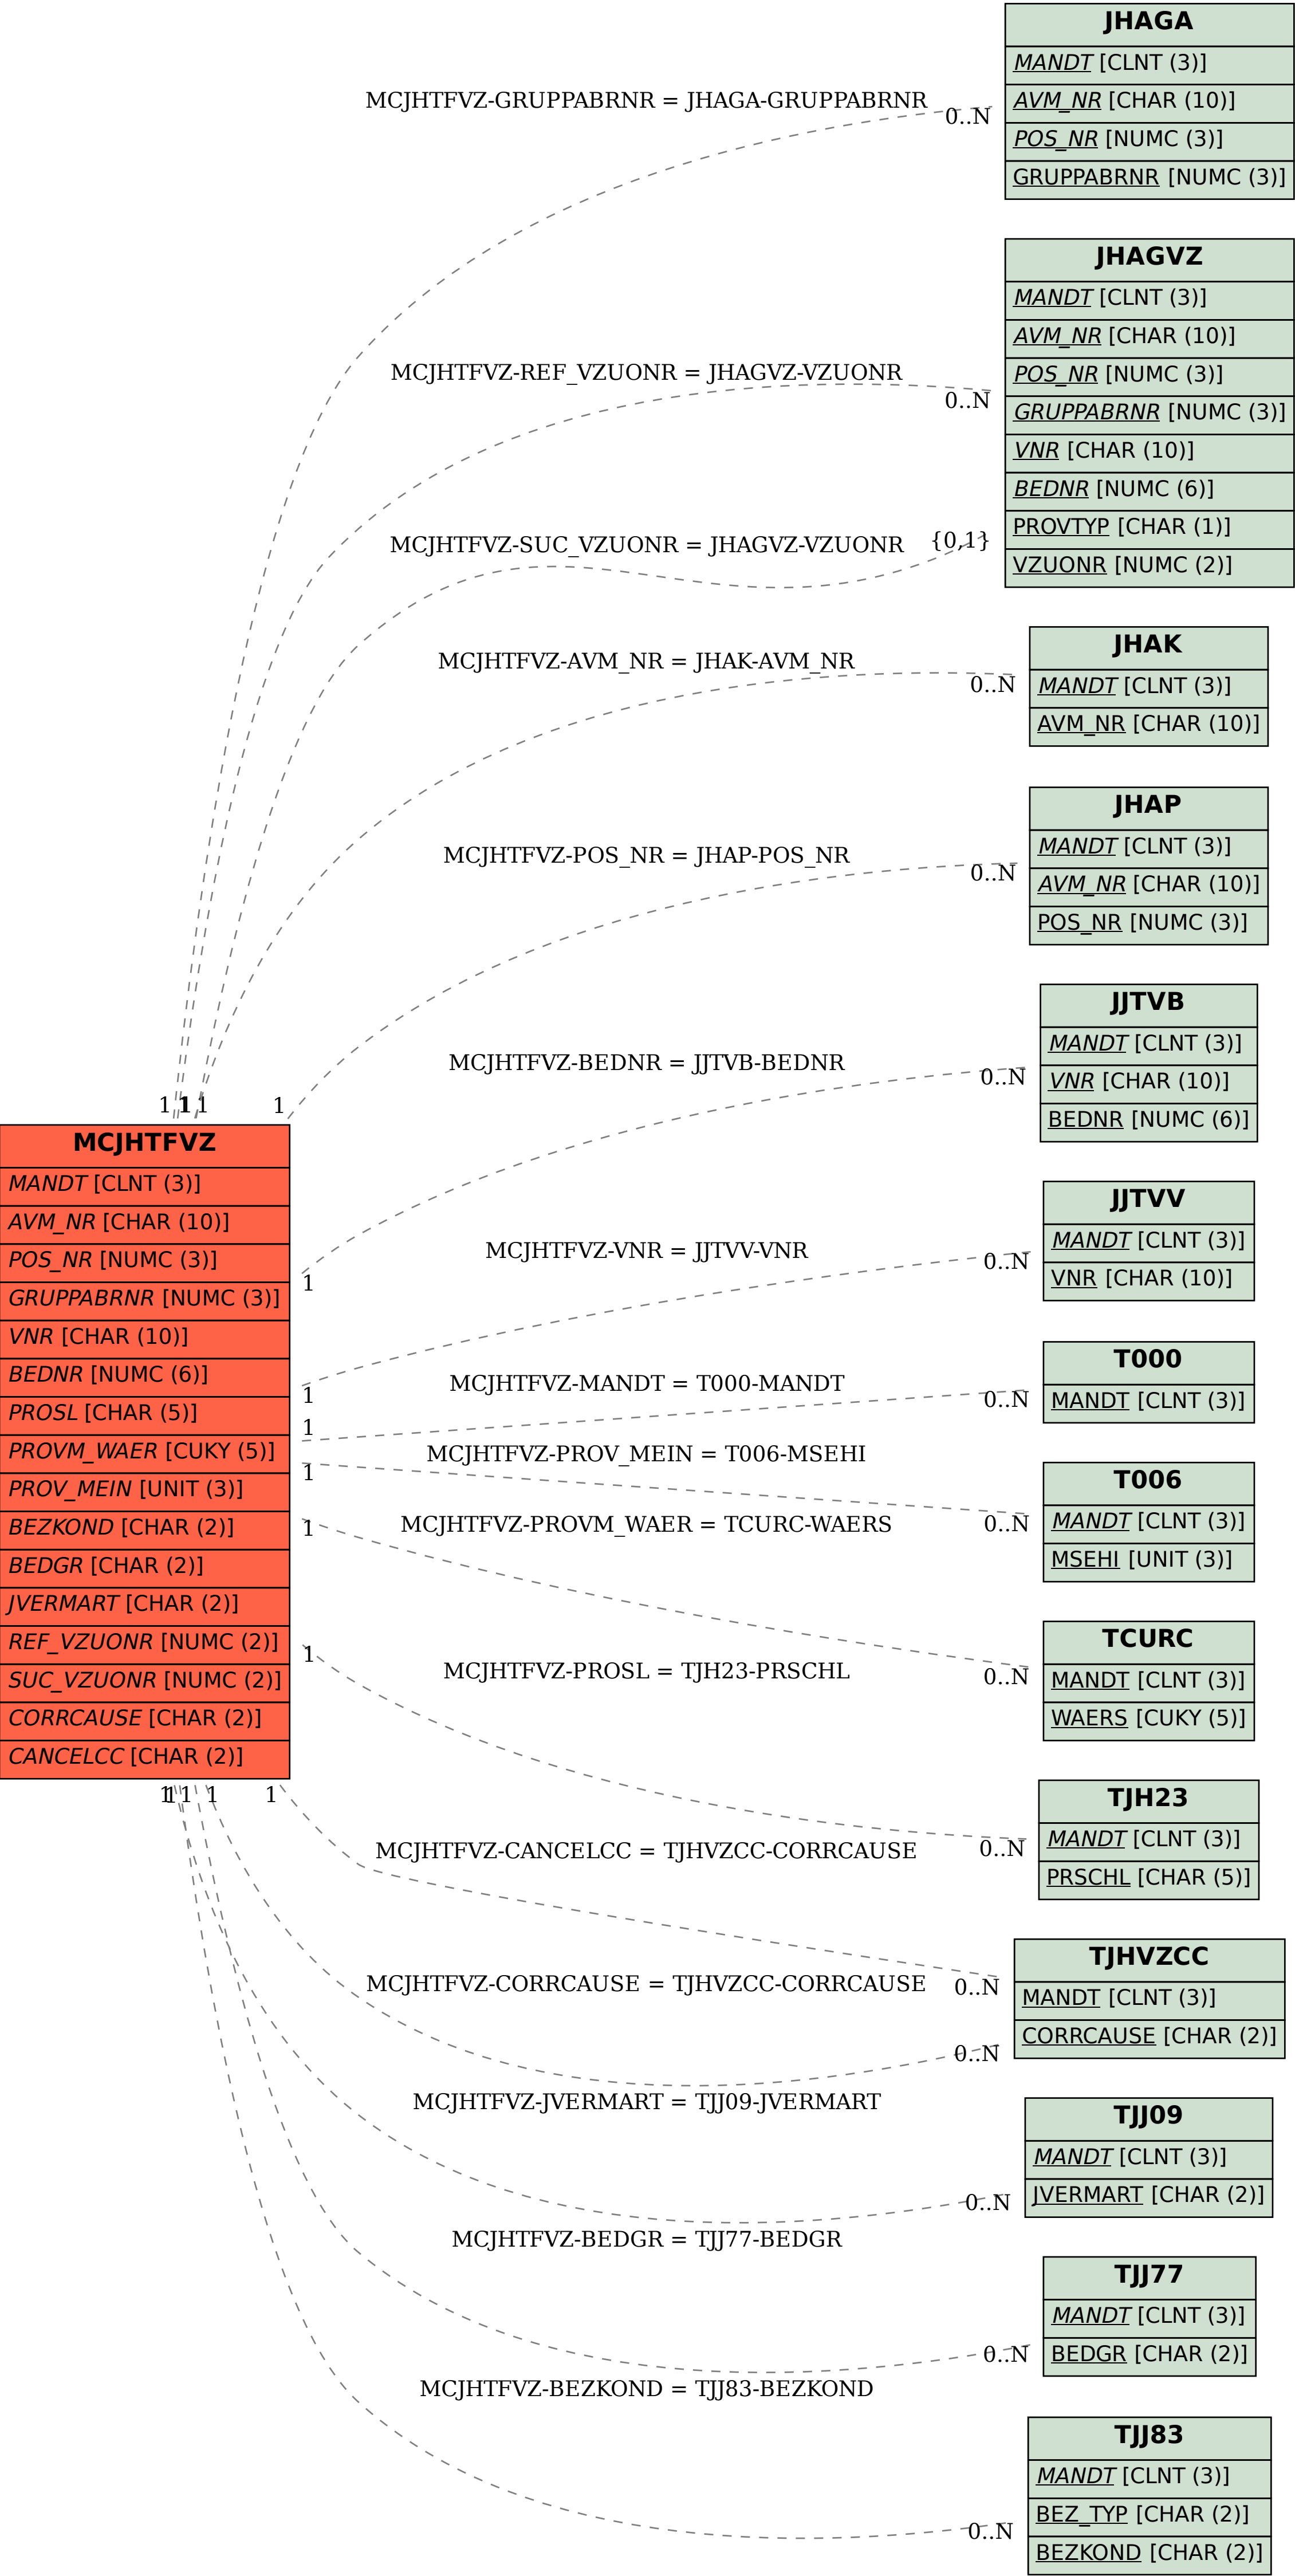 JHAGA
MANDT [CLNT (3)]
MCJHTFVZ-GRUPPABRNR = JHAGA-GRUPPABRNR
0..N
AVM_NR [CHAR (10)]
POS_NR [NUMC (3)]
GRUPPABRNR [NUMC (3)]
JHAGVZ
MANDT [CLNT (3)]
AVM_NR [CHAR (10)]
MCJHTFVZ-REF_VZUONR = JHAGVZ-VZUONR
0..N
POS_NR [NUMC (3)]
GRUPPABRNR [NUMC (3)]
VNR [CHAR (10)]
BEDNR [NUMC (6)]
MCJHTFVZ-SUC_VZUONR = JHAGVZ-VZUONR
{0,1}
PROVTYP [CHAR (1)]
VZUONR [NUMC (2)]
JHAK
MCJHTFVZ-AVM_NR = JHAK-AVM_NR
0..N
MANDT [CLNT (3)]
AVM_NR [CHAR (10)]
JHAP
MANDT [CLNT (3)]
MCJHTFVZ-POS_NR = JHAP-POS_NR
0..N
AVM_NR [CHAR (10)]
POS_NR [NUMC (3)]
JJTVB
MANDT [CLNT (3)]
MCJHTFVZ-BEDNR = JJTVB-BEDNR
0..N
VNR [CHAR (10)]
BEDNR [NUMC (6)]
1
1
1
1
1
MCJHTFVZ
MANDT [CLNT (3)]
AVM_NR [CHAR (10)]
POS_NR [NUMC (3)]
GRUPPABRNR [NUMC (3)]
VNR [CHAR (10)]
BEDNR [NUMC (6)]
PROSL [CHAR (5)]
PROVM_WAER [CUKY (5)]
PROV_MEIN [UNIT (3)]
BEZKOND [CHAR (2)]
BEDGR [CHAR (2)]
JVERMART [CHAR (2)]
REF_VZUONR [NUMC (2)]
SUC_VZUONR [NUMC (2)]
CORRCAUSE [CHAR (2)]
CANCELCC [CHAR (2)]
1
1
1
1
1
1
JJTVV
MCJHTFVZ-VNR = JJTVV-VNR
0..N
MANDT [CLNT (3)]
VNR [CHAR (10)]
T000
MCJHTFVZ-MANDT = T000-MANDT
0..N
MANDT [CLNT (3)]
MCJHTFVZ-PROV_MEIN = T006-MSEHI
T006
0..N
MANDT [CLNT (3)]
MSEHI [UNIT (3)]
MCJHTFVZ-PROVM_WAER = TCURC-WAERS
TCURC
0..N
MANDT [CLNT (3)]
WAERS [CUKY (5)]
MCJHTFVZ-PROSL = TJH23-PRSCHL
TJH23
0..N
MANDT [CLNT (3)]
PRSCHL [CHAR (5)]
1
1
1
1
1
MCJHTFVZ-CANCELCC = TJHVZCC-CORRCAUSE
TJHVZCC
0..N
MANDT [CLNT (3)]
CORRCAUSE [CHAR (2)]
MCJHTFVZ-CORRCAUSE = TJHVZCC-CORRCAUSE
0..N
MCJHTFVZ-JVERMART = TJJ09-JVERMART
TJJ09
MANDT [CLNT (3)]
0..N
JVERMART [CHAR (2)]
MCJHTFVZ-BEDGR = TJJ77-BEDGR
TJJ77
MANDT [CLNT (3)]
0..N
BEDGR [CHAR (2)]
MCJHTFVZ-BEZKOND = TJJ83-BEZKOND
TJJ83
MANDT [CLNT (3)]
BEZ_TYP [CHAR (2)]
0..N
BEZKOND [CHAR (2)]